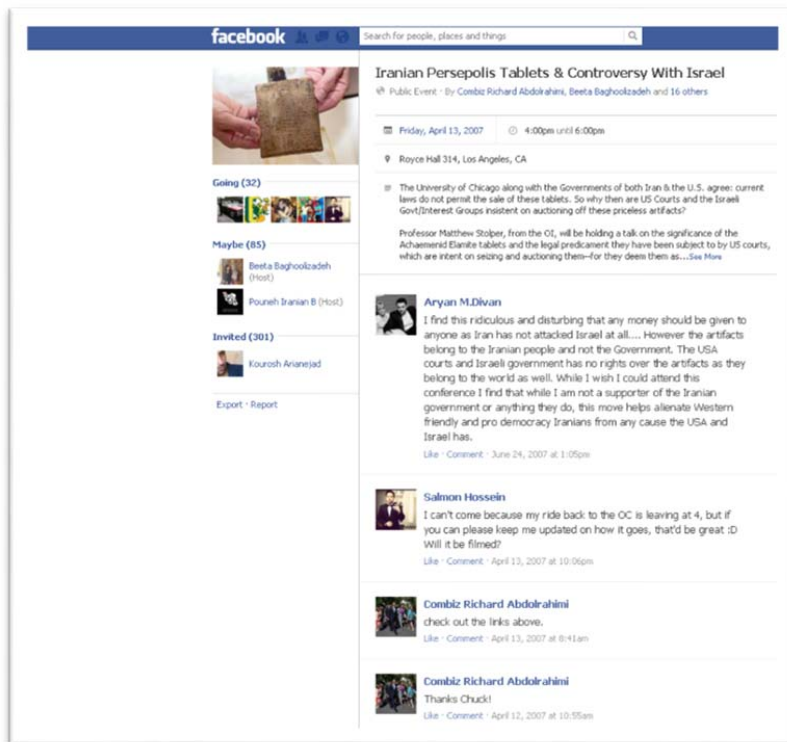 facebook
Search for people, places and things
Iranian Persepolis Tablets & Controversy With Israel
Public Event · By Combiz Richard Abdolrahimi, Beeta Baghoolizadeh and 16 others
Friday, April 13, 2007
4:00pm until 6:00pm
Royce Hall 314, Los Angeles, CA
The University of Chicago along with the Governments of both Iran & the U.S. agree: current
laws do not permit the sale of these tablets. So why then are US Courts and the Israeli
Govt/Interest Groups insistent on auctioning off these priceless artifacts?
Professor Matthew Stolper, from the OI, will be holding a talk on the significance of the
Achaemenid Elamite tablets and the legal predicament they have been subject to by US courts,
which are intent on seizing and auctioning them—for they deem them as...See More
Going (32)
Maybe (85)
Beeta Baghoolizadeh
(Host)
Pouneh Iranian B (Host)
Invited (301)
Kourosh Arianejad
Export · Report
Aryan M.Divan
I find this ridiculous and disturbing that any money should be given to
anyone as Iran has not attacked Israel at all.... However the artifacts
belong to the Iranian people and not the Government. The USA
courts and Israeli government has no rights over the artifacts as they
belong to the world as well. While I wish I could attend this
conference I find that while I am not a supporter of the Iranian
government or anything they do, this move helps alienate Western
friendly and pro democracy Iranians from any cause the USA and
Israel has.
Like · Comment · June 24, 2007 at 1:05pm
Salmon Hossein
I can't come because my ride back to the OC is leaving at 4, but if
you can please keep me updated on how it goes, that'd be great :D
Will it be filmed?
Like · Comment · April 13, 2007 at 10:06pm
Combiz Richard Abdolrahimi
check out the links above.
Like · Comment · April 13, 2007 at 8:41am
Combiz Richard Abdolrahimi
Thanks Chuck!
Like · Comment · April 12, 2007 at 10:55am